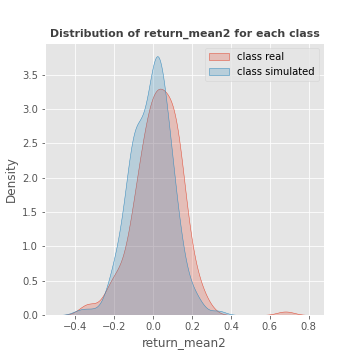 Distribution of return_mean2 for each class
class real
class simulated
Density
3.5
3.0
2.5
2.0
1.5
1.0
0.5
0.0
−0.4 −0.2 0.0 0.2 0.4 0.6 0.8
return_mean2